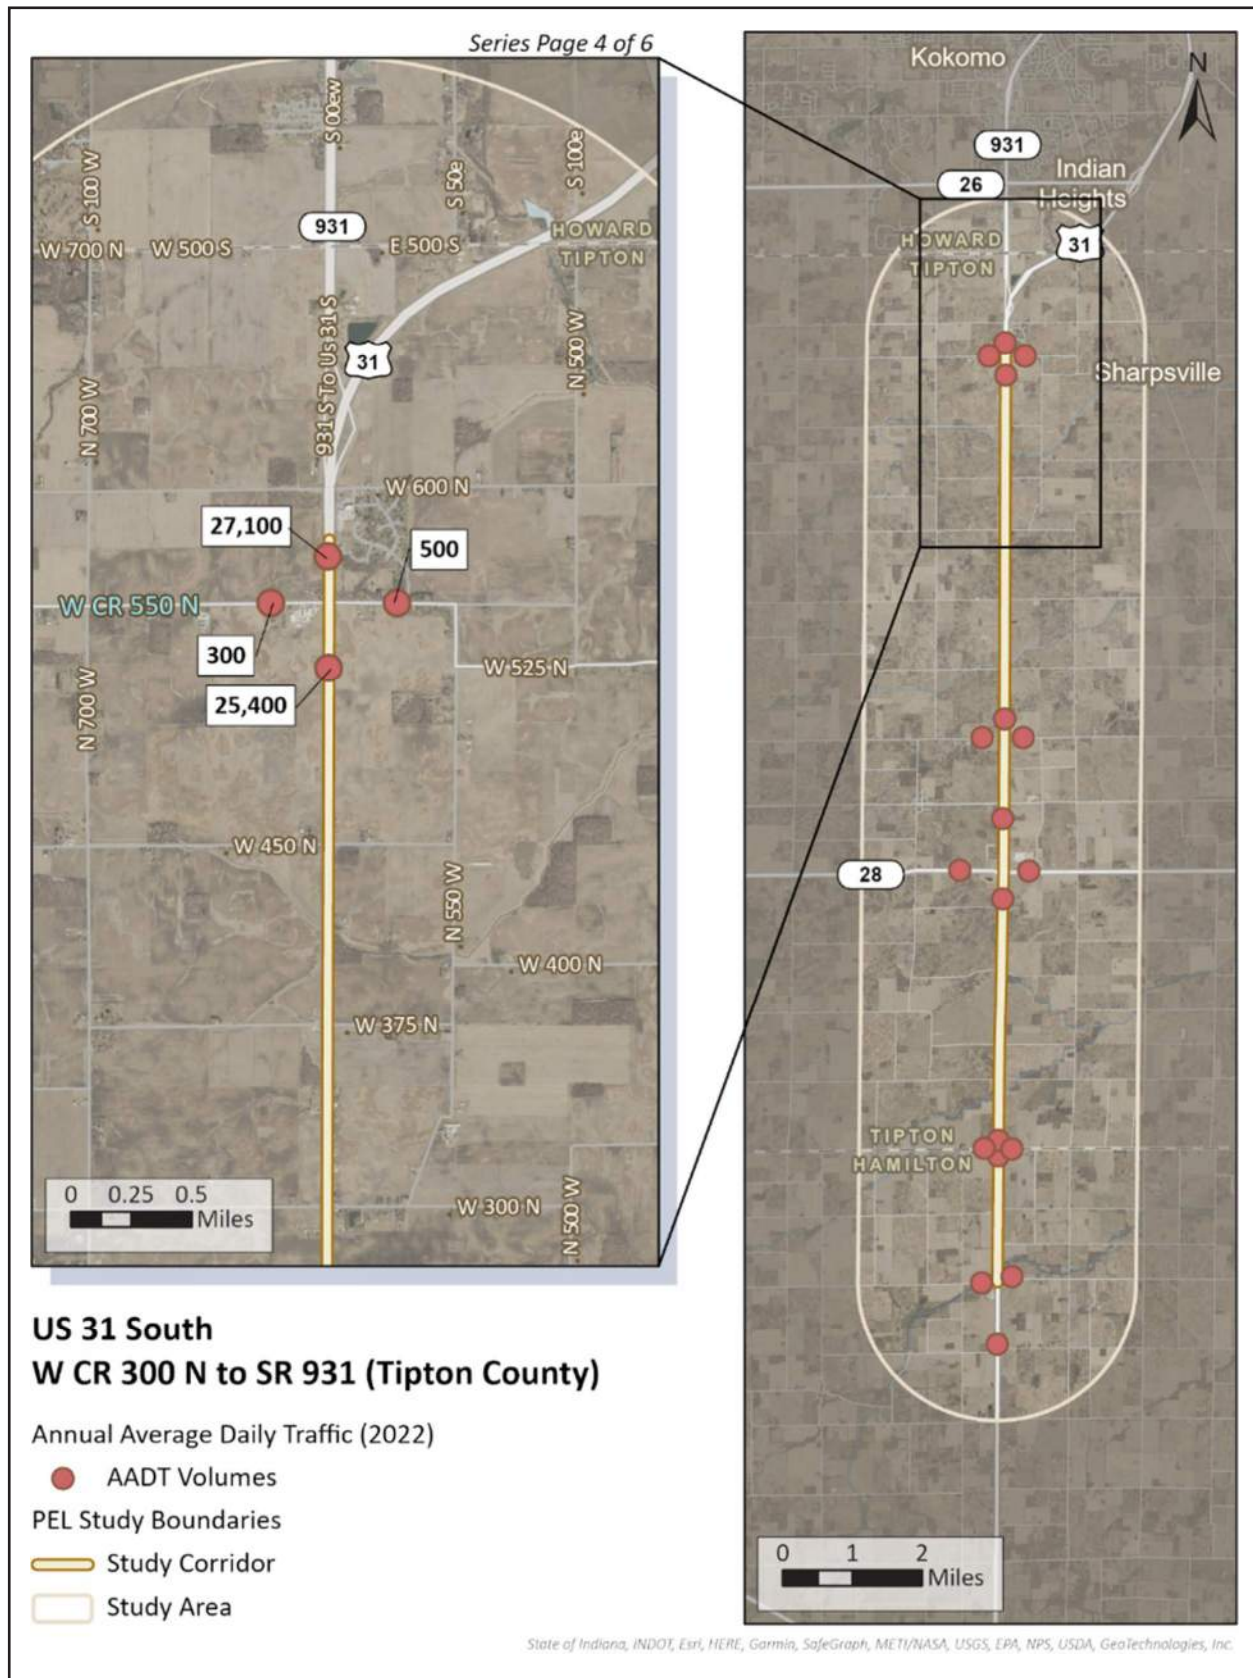 Series Page 4 of 6
S 00ew
S 100 W
S 50e
S 100e
931
HOWARD
TIPTON
W 700 N
W 500 S
E 500 S
931 S To Us 31 S
31
N 500 W
N 700 W
W 600 N
27,100
500
W CR 550 N
300
W 525 N
25,400
N 700 W
W 450 N
N 550 W
W 400 N
W 375 N
W 300 N
N 500 W
0 0.25 0.5
Miles
Kokomo
N
931
26
Indian
Heights
HOWARD
TIPTON
31
Sharpsville
28
TIPTON
HAMILTON
0 1 2
Miles
US 31 South
W CR 300 N to SR 931 (Tipton County)
Annual Average Daily Traffic (2022)
AADT Volumes
PEL Study Boundaries
Study Corridor
Study Area
State of Indiana, INDOT, Esri, HERE, Garmin, SafeGraph, METI/NASA, USGS, EPA, NPS, USDA, GeoTechnologies, Inc.